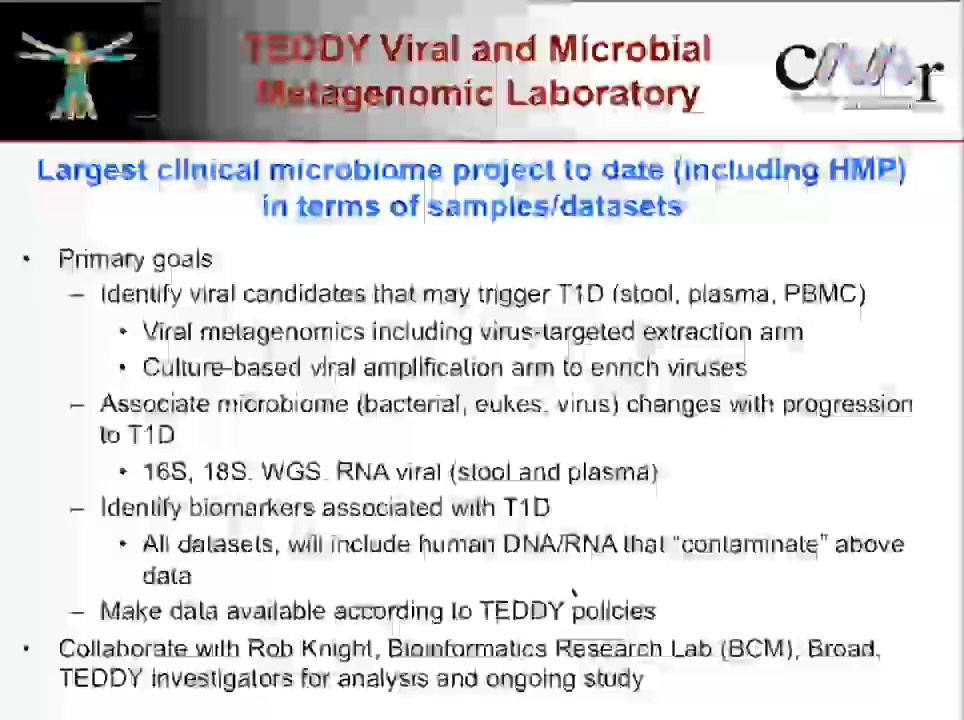 TEDDY Viral and Microbial
Metagenomic Laboratory
Largest clinical microbiome project to date (including HMP)
in terms of samples/datasets
• Primary goals
– Identify viral candidates that may trigger T1D (stool, plasma, PBMC)
• Viral metagenomics including virus-targeted extraction arm
• Culture-based viral amplification arm to enrich viruses
– Associate microbiome (bacterial, eukes, virus) changes with progression
to T1D
• 16S, 18S, WGS, RNA viral (stool and plasma)
– Identify biomarkers associated with T1D
• All datasets, will include human DNA/RNA that “contaminate” above
data
– Make data available according to TEDDY policies
• Collaborate with Rob Knight, Bioinformatics Research Lab (BCM), Broad,
TEDDY investigators for analysis and ongoing study